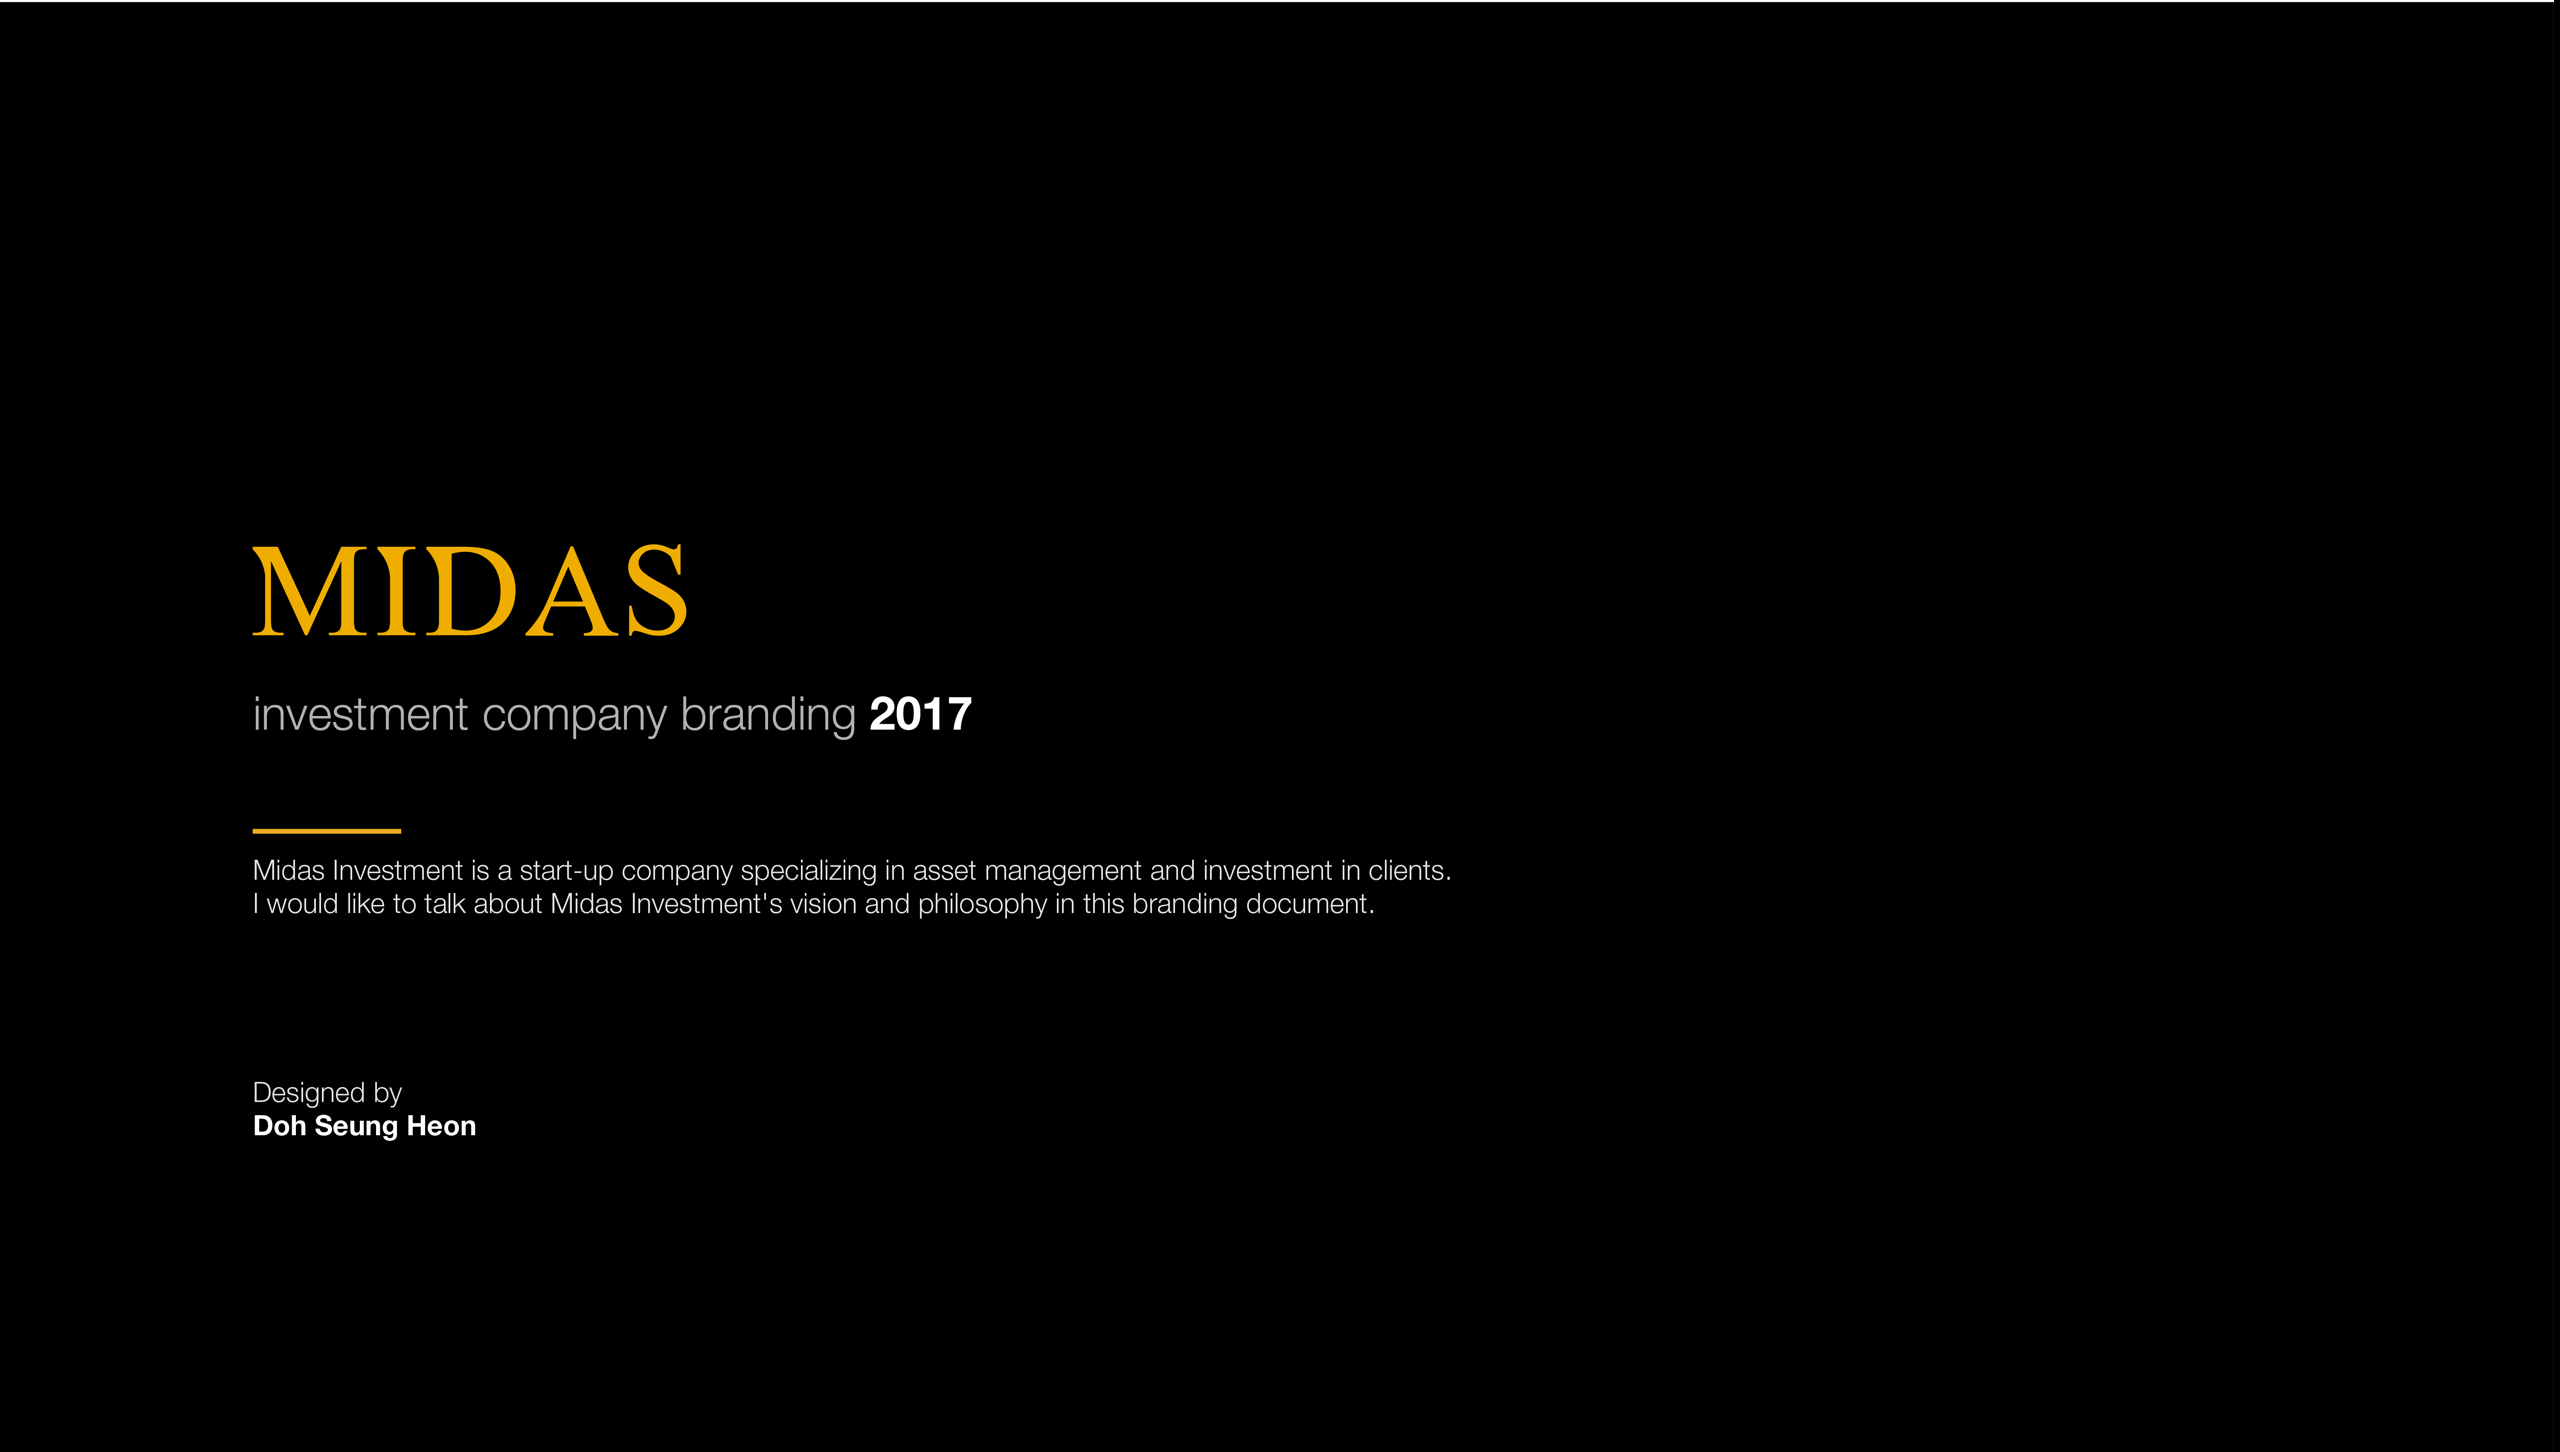 MIDAS
investment company branding 2017
Midas Investment is a start-up company specializing in asset management and investment in clients.
I would like to talk about Midas Investment's vision and philosophy in this branding document.
Designed by
Doh Seung Heon